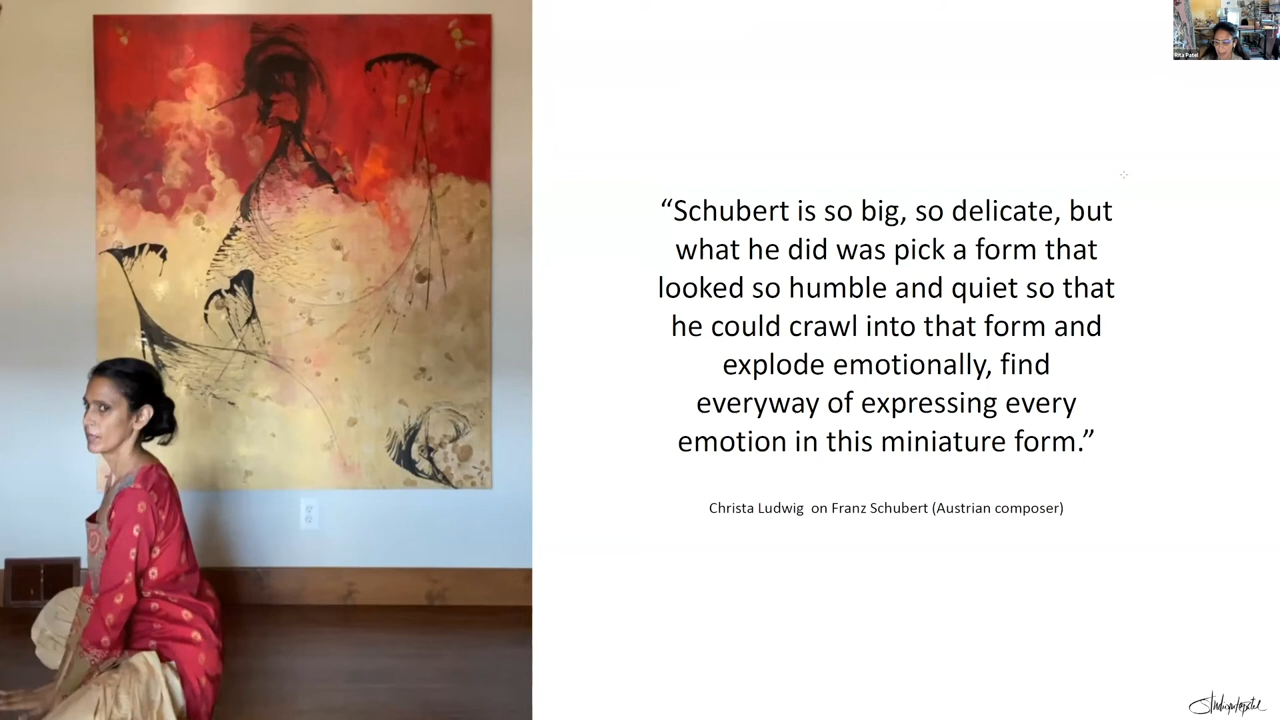 Rita Patel
“Schubert is so big, so delicate, but
what he did was pick a form that
looked so humble and quiet so that
he could crawl into that form and
explode emotionally, find
everyway of expressing every
emotion in this miniature form.”
Christa Ludwig on Franz Schubert (Austrian composer)